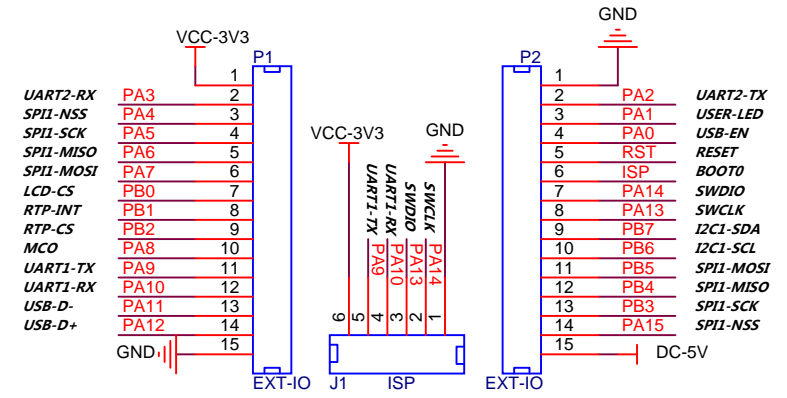 GND
VCC-3V3
P1
P2
1
UART2-RX PA3 2
SPI1-NSS PA4 3
SPI1-SCK PA5 4
SPI1-MISO PA6 5
SPI1-MOSI PA7 6
LCD-CS PB0 7
RTP-INT PB1 8
RTP-CS PB2 9
MCO PA8 10
UART1-TX PA9 11
UART1-RX PA10 12
USB-D- PA11 13
USB-D+ PA12 14
GND 15
EXT-IO
VCC-3V3
GND
UART1-TX PA9
UART1-RX PA10
SWDIO PA13
SWCLK PA14
6 5 4 3 2 1
J1 ISP
1
2 PA2 UART2-TX
3 PA1 USER-LED
4 PA0 USB-EN
5 RST RESET
6 ISP BOOT0
7 PA14 SWDIO
8 PA13 SWCLK
9 PB7 I2C1-SDA
10 PB6 I2C1-SCL
11 PB5 SPI1-MOSI
12 PB4 SPI1-MISO
13 PB3 SPI1-SCK
14 PA15 SPI1-NSS
15 DC-5V
EXT-IO